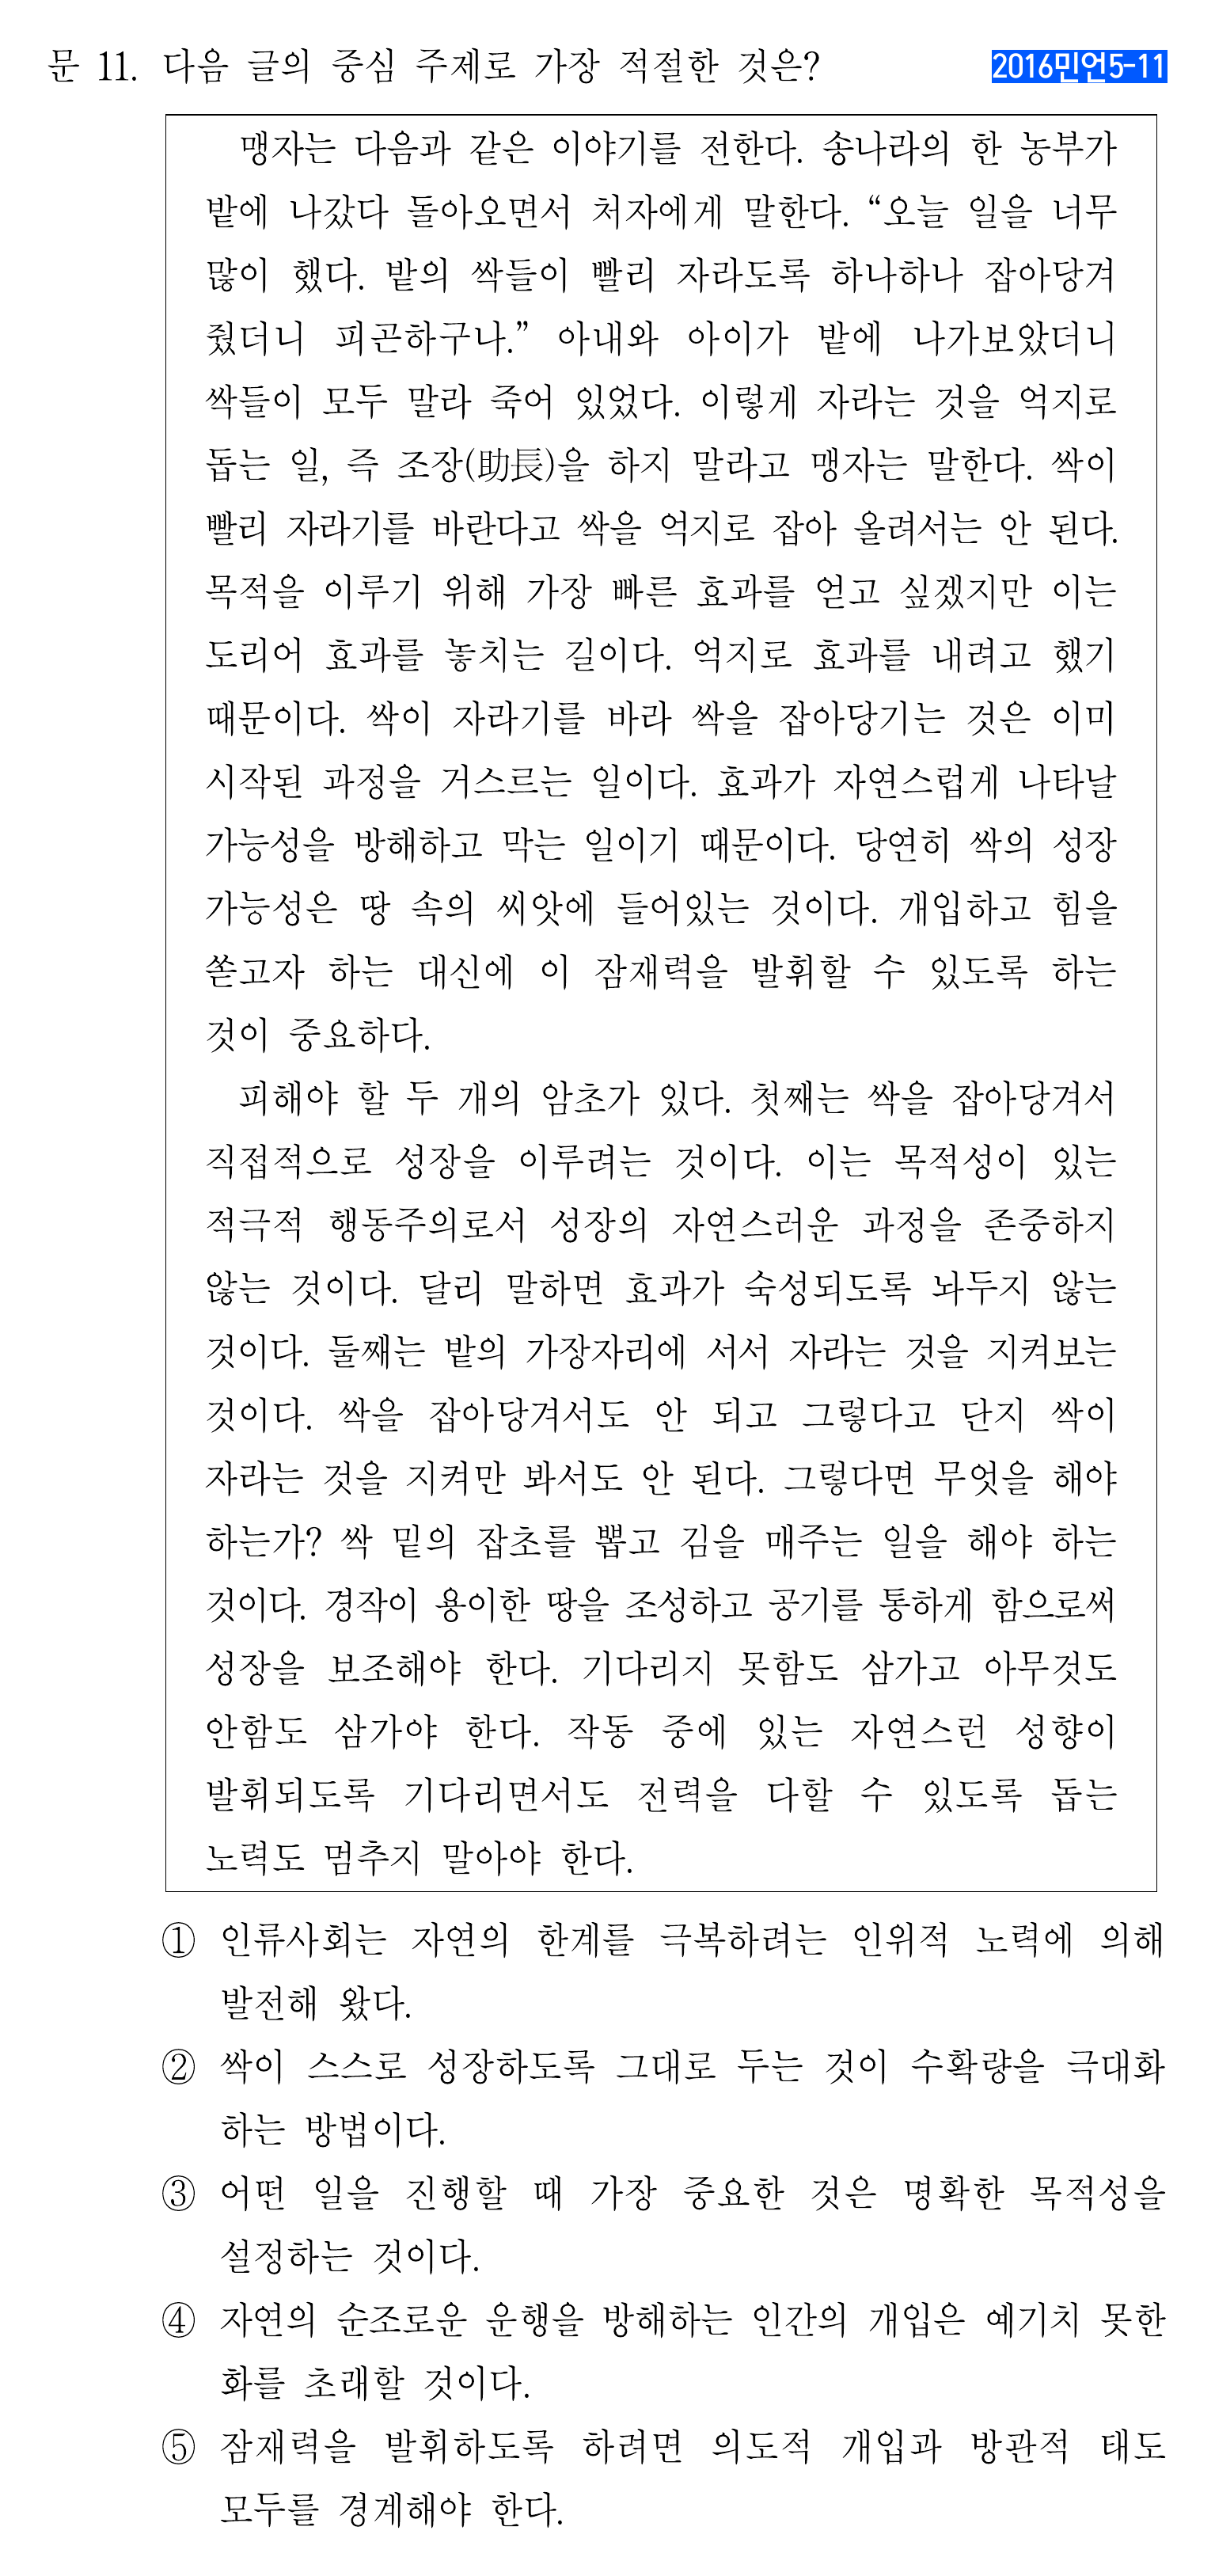 문 11. 다음 글의 중심 주제로 가장 적절한 것은?
2016민언5-11
맹자는 다음과 같은 이야기를 전한다. 송나라의 한 농부가
밭에 나갔다 돌아오면서 처자에게 말한다. “오늘 일을 너무
많이 했다. 밭의 싹들이 빨리 자라도록 하나하나 잡아당겨
줬더니 피곤하구나.” 아내와 아이가 밭에 나가보았더니
싹들이 모두 말라 죽어 있었다. 이렇게 자라는 것을 억지로
돕는 일, 즉 조장(助長)을 하지 말라고 맹자는 말한다. 싹이
빨리 자라기를 바란다고 싹을 억지로 잡아 올려서는 안 된다.
목적을 이루기 위해 가장 빠른 효과를 얻고 싶겠지만 이는
도리어 효과를 놓치는 길이다. 억지로 효과를 내려고 했기
때문이다. 싹이 자라기를 바라 싹을 잡아당기는 것은 이미
시작된 과정을 거스르는 일이다. 효과가 자연스럽게 나타날
가능성을 방해하고 막는 일이기 때문이다. 당연히 싹의 성장
가능성은 땅 속의 씨앗에 들어있는 것이다. 개입하고 힘을
쏟고자 하는 대신에 이 잠재력을 발휘할 수 있도록 하는
것이 중요하다.
피해야 할 두 개의 암초가 있다. 첫째는 싹을 잡아당겨서
직접적으로 성장을 이루려는 것이다. 이는 목적성이 있는
적극적 행동주의로서 성장의 자연스러운 과정을 존중하지
않는 것이다. 달리 말하면 효과가 숙성되도록 놔두지 않는
것이다. 둘째는 밭의 가장자리에 서서 자라는 것을 지켜보는
것이다. 싹을 잡아당겨서도 안 되고 그렇다고 단지 싹이
자라는 것을 지켜만 봐서도 안 된다. 그렇다면 무엇을 해야
하는가? 싹 밑의 잡초를 뽑고 김을 매주는 일을 해야 하는
것이다. 경작이 용이한 땅을 조성하고 공기를 통하게 함으로써
성장을 보조해야 한다. 기다리지 못함도 삼가고 아무것도
안함도 삼가야 한다. 작동 중에 있는 자연스런 성향이
발휘되도록 기다리면서도 전력을 다할 수 있도록 돕는
노력도 멈추지 말아야 한다.
① 인류사회는 자연의 한계를 극복하려는 인위적 노력에 의해
발전해 왔다.
② 싹이 스스로 성장하도록 그대로 두는 것이 수확량을 극대화
하는 방법이다.
③ 어떤 일을 진행할 때 가장 중요한 것은 명확한 목적성을
설정하는 것이다.
④ 자연의 순조로운 운행을 방해하는 인간의 개입은 예기치 못한
화를 초래할 것이다.
⑤ 잠재력을 발휘하도록 하려면 의도적 개입과 방관적 태도
모두를 경계해야 한다.